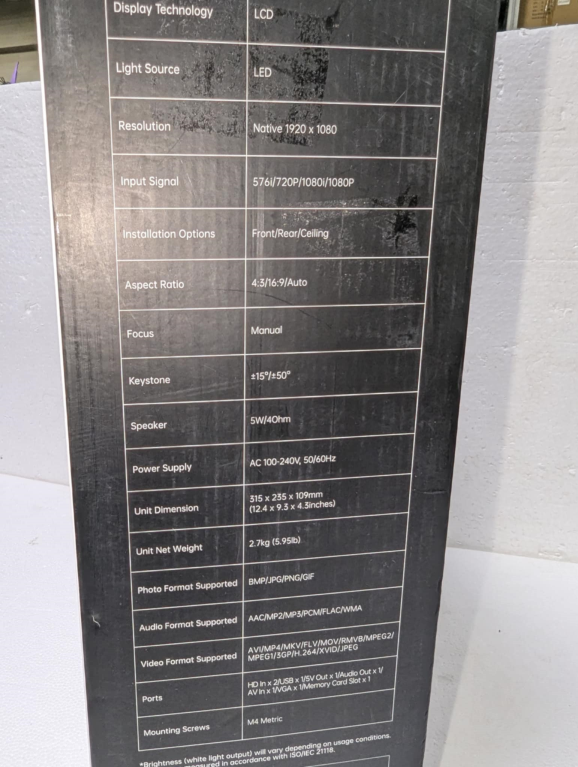 Display Technology LCD
Light Source LED
Resolution Native 1920 x 1080
Input Signal 576i/720P/1080i/1080P
Installation Options Front/Rear/Ceiling
Aspect Ratio 4:3/16:9/Auto
Focus Manual
Keystone ±15°/±50°
Speaker 5W/4Ohm
Power Supply AC 100-240V, 50/60Hz
Unit Dimension 315 x 235 x 109mm
(12.4 x 9.3 x 4.3inches)
Unit Net Weight 2.7kg (5.95lb)
Photo Format Supported BMP/JPG/PNG/GIF
Audio Format Supported AAC/MP2/MP3/PCM/FLAC/WMA
Video Format Supported AVI/MP4/MKV/FLV/MOV/RMVB/MPEG2/
MPEG1/3GP/H.264/XVID/JPEG
Ports HD In x 2/USB x 1/5V Out x 1/Audio Out x 1/
AV In x 1/VGA x 1/Memory Card Slot x 1
Mounting Screws M4 Metric
*Brightness (white light output) will vary depending on usage conditions.
measured in accordance with ISO/IEC 21118.